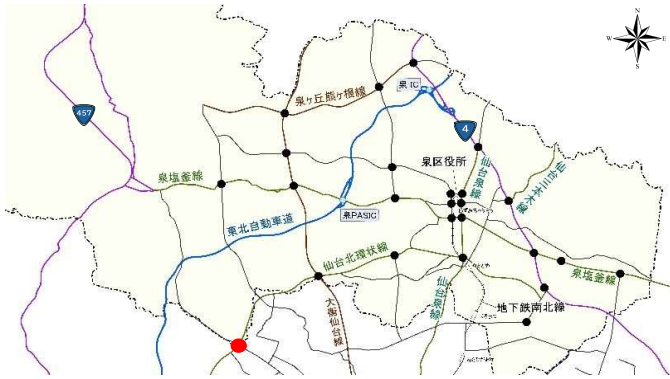 N
W
E
S
泉IC
泉ヶ丘熊ヶ根線
457
4
泉区役所
仙台泉線
仙台三本木線
泉塩釜線
泉PASIC
東北自動車道
仙台北環状線
泉塩釜線
大衡仙台線
仙台泉線
地下鉄南北線